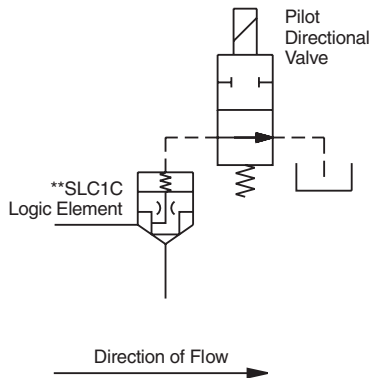 Pilot
Directional
Valve
**SLC1C
Logic Element
Direction of Flow